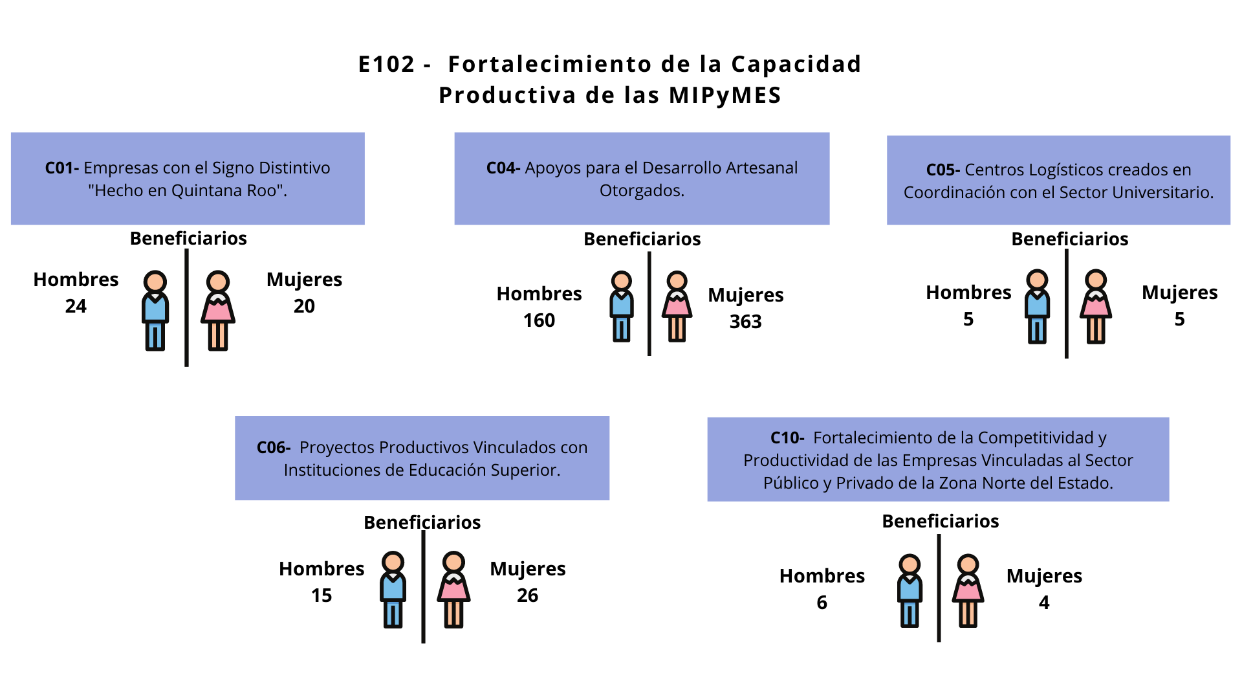 E102 -  Fortalecimiento de la Capacidad
Productiva de las MIPyMES
C01- Empresas con el Signo Distintivo
"Hecho en Quintana Roo".
Beneficiarios
Hombres
24
Mujeres
20
C04- Apoyos para el Desarrollo Artesanal
Otorgados.
Beneficiarios
Hombres
160
Mujeres
363
C05- Centros Logísticos creados en
Coordinación con el Sector Universitario.
Beneficiarios
Hombres
5
Mujeres
5
C06-  Proyectos Productivos Vinculados con
Instituciones de Educación Superior.
Beneficiarios
Hombres
15
Mujeres
26
C10-  Fortalecimiento de la Competitividad y
Productividad de las Empresas Vinculadas al Sector
Público y Privado de la Zona Norte del Estado.
Beneficiarios
Hombres
6
Mujeres
4